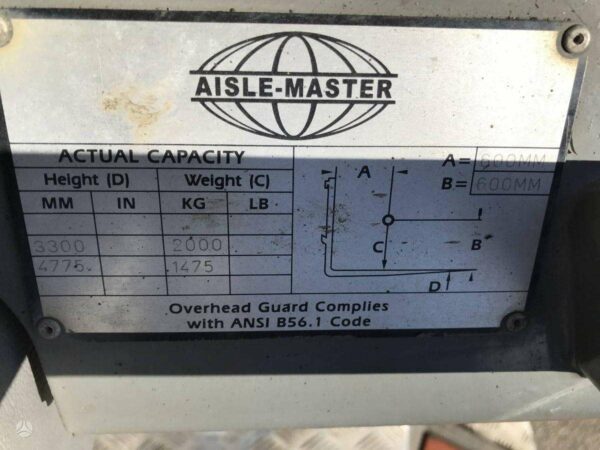 AISLE-MASTER
ACTUAL CAPACITY
Height (D) Weight (C)
MM IN KG LB
3300 2000
4775 1475
A= 600MM
B= 600MM
A
B
C
D
Overhead Guard Complies
with ANSI B56.1 Code